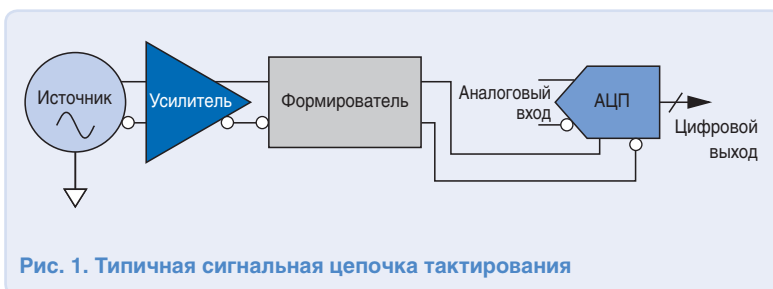 Источник
Усилитель
Формирователь
Аналоговый
вход
АЦП
Цифровой
выход
Рис. 1. Типичная сигнальная цепочка тактирования